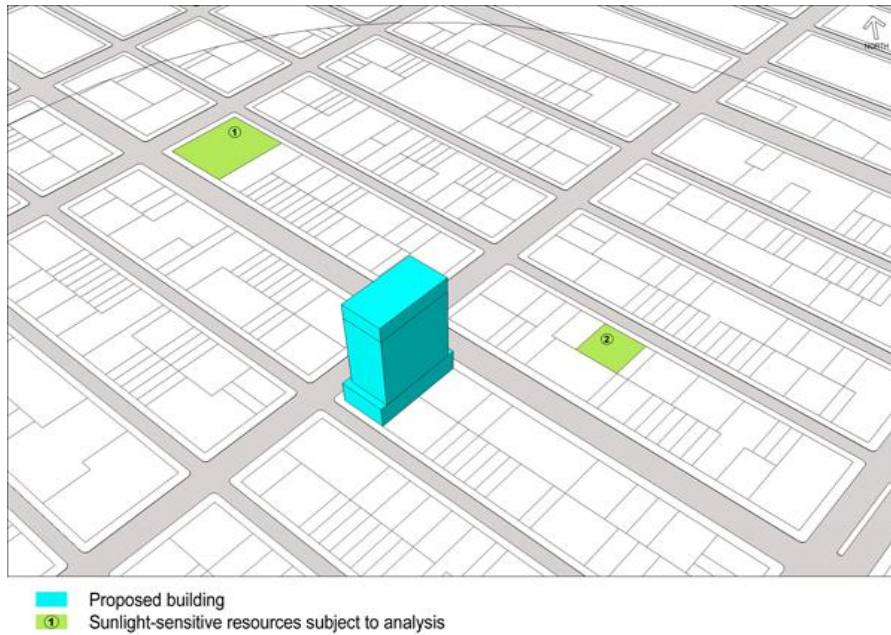 NORTH
①
②
Proposed building
① Sunlight-sensitive resources subject to analysis